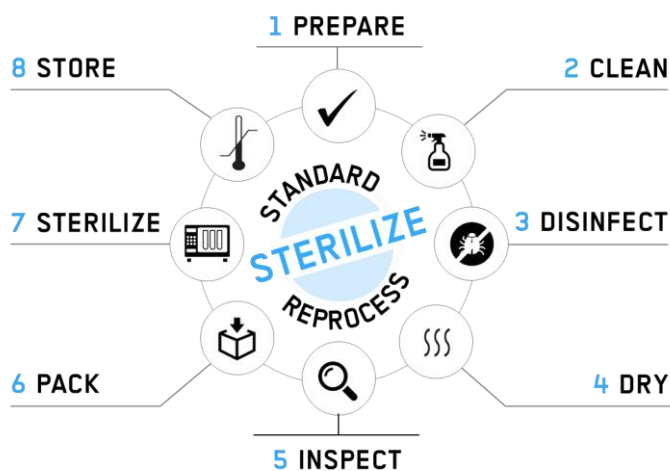 1 PREPARE
2 CLEAN
3 DISINFECT
4 DRY
5 INSPECT
6 PACK
7 STERILIZE
8 STORE
STANDARD
STERILIZE
REPROCESS